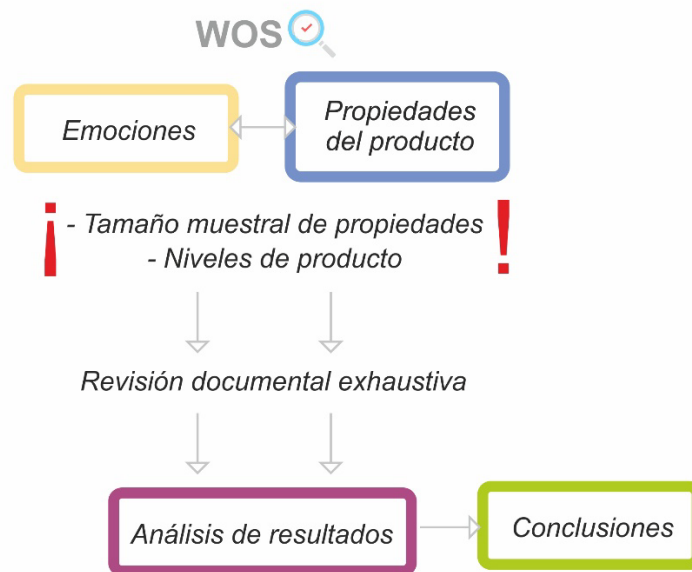 WOS
Emociones
Propiedades
del producto
¡ - Tamaño muestral de propiedades
- Niveles de producto !
Revisión documental exhaustiva
Análisis de resultados
Conclusiones